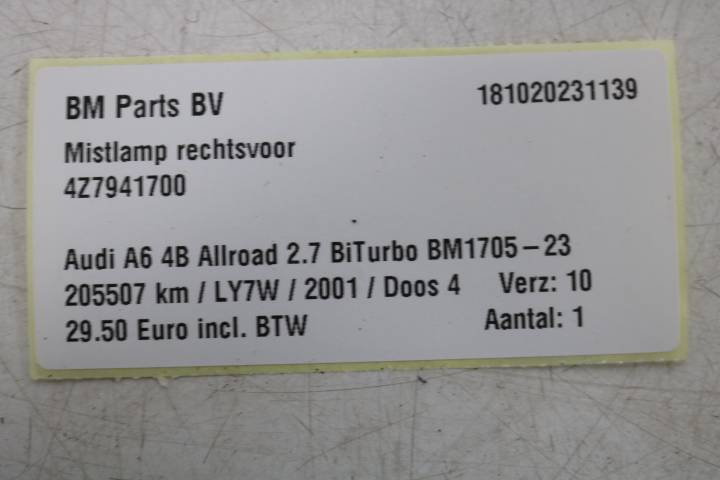 BM Parts BV 181020231139
Mistlamp rechtsvoor
4Z7941700
Audi A6 4B Allroad 2.7 BiTurbo BM1705-23
205507 km / LY7W / 2001 / Doos 4 Verz: 10
29.50 Euro incl. BTW Aantal: 1